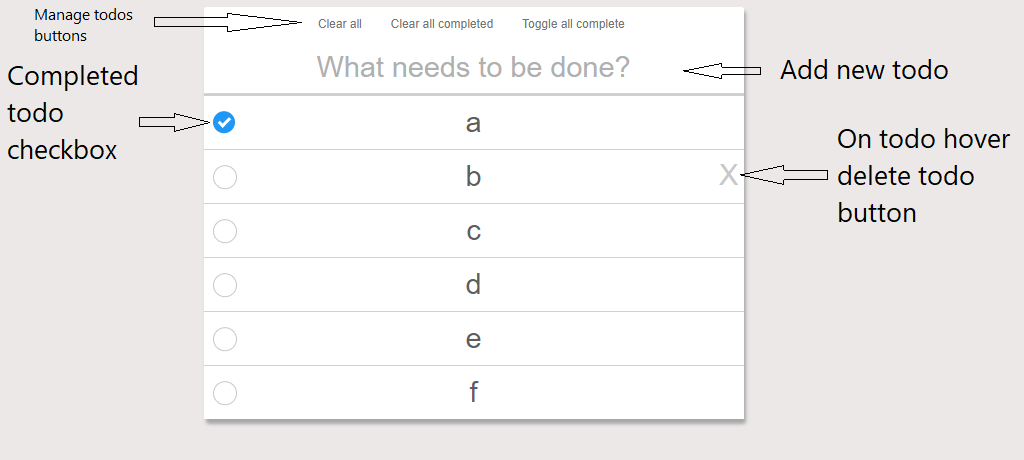 Manage todos
buttons
Clear all
Clear all completed
Toggle all complete
What needs to be done?
Add new todo
Completed
todo
checkbox
a
b
X
On todo hover
delete todo
button
c
d
e
f